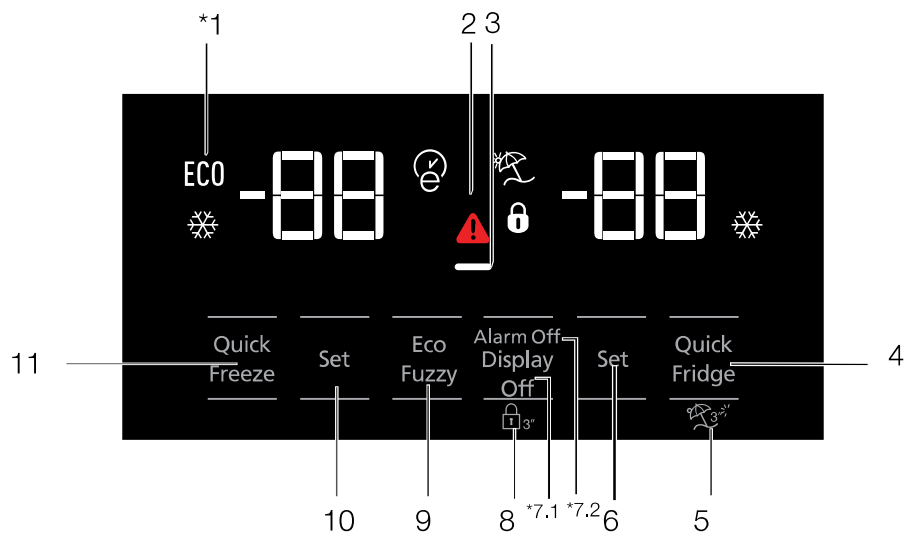 *1
2 3
ECO -88 e -88
Quick
Freeze
Set
Eco
Fuzzy
Alarm Off
Display
Off
3"
Set
Quick
Fridge
3"
11
4
10
9
8
*7.1
*7.2
6
5